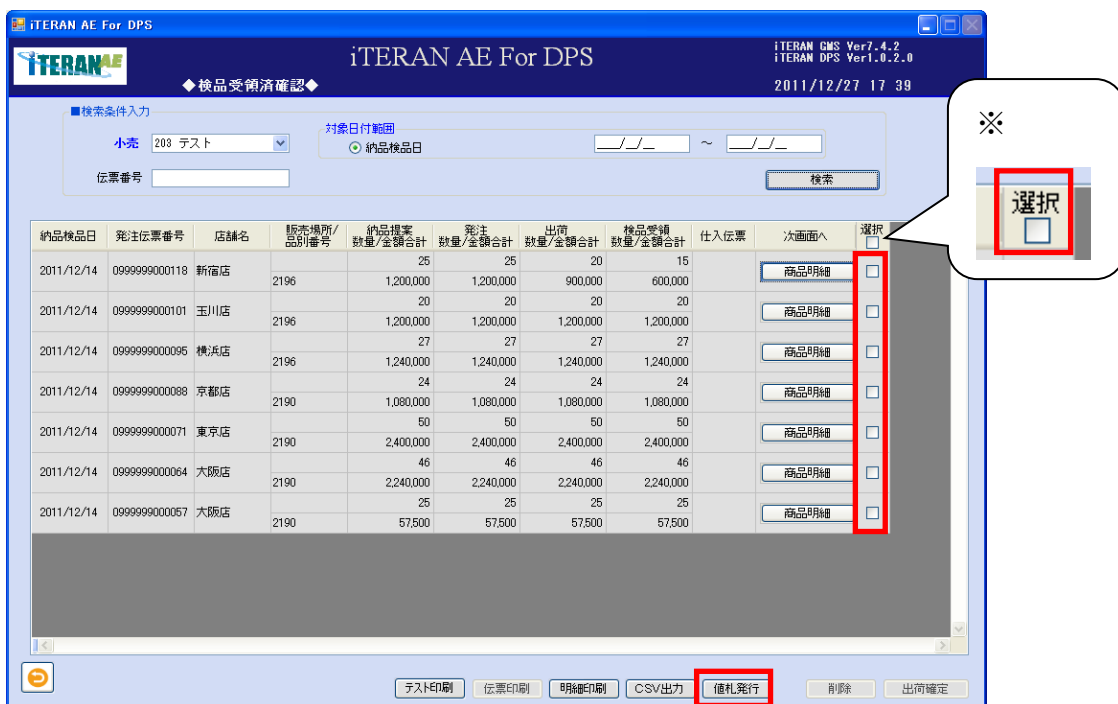 iTERAN AE For DPS
iTERAN AE
iTERAN AE For DPS
iTERAN GMS Ver7.4.2
iTERAN DPS Ver1.0.2.0
◆検品受領済確認◆
2011/12/27 17 39
■検索条件入力
小売 203 テスト
対象日付範囲
納品検品日 __/__/__ ～ __/__/__
伝票番号
検索
※
選択
納品検品日 発注伝票番号 店舗名 販売場所/品別番号 納品提案数量/金額合計 発注数量/金額合計 出荷数量/金額合計 検品受領数量/金額合計 仕入伝票 次画面へ 選択
25 25 20 15
2011/12/14 0999999000118 新宿店 商品明細
2196 1,200,000 1,200,000 900,000 600,000
20 20 20 20
2011/12/14 0999999000101 玉川店 商品明細
2196 1,200,000 1,200,000 1,200,000 1,200,000
27 27 27 27
2011/12/14 0999999000095 横浜店 商品明細
2196 1,240,000 1,240,000 1,240,000 1,240,000
24 24 24 24
2011/12/14 0999999000088 京都店 商品明細
2190 1,080,000 1,080,000 1,080,000 1,080,000
50 50 50 50
2011/12/14 0999999000071 東京店 商品明細
2190 2,400,000 2,400,000 2,400,000 2,400,000
46 46 46 46
2011/12/14 0999999000064 大阪店 商品明細
2190 2,240,000 2,240,000 2,240,000 2,240,000
25 25 25 25
2011/12/14 0999999000057 大阪店 商品明細
2190 57,500 57,500 57,500 57,500
テスト印刷 伝票印刷 明細印刷 CSV出力 値札発行 削除 出荷確定